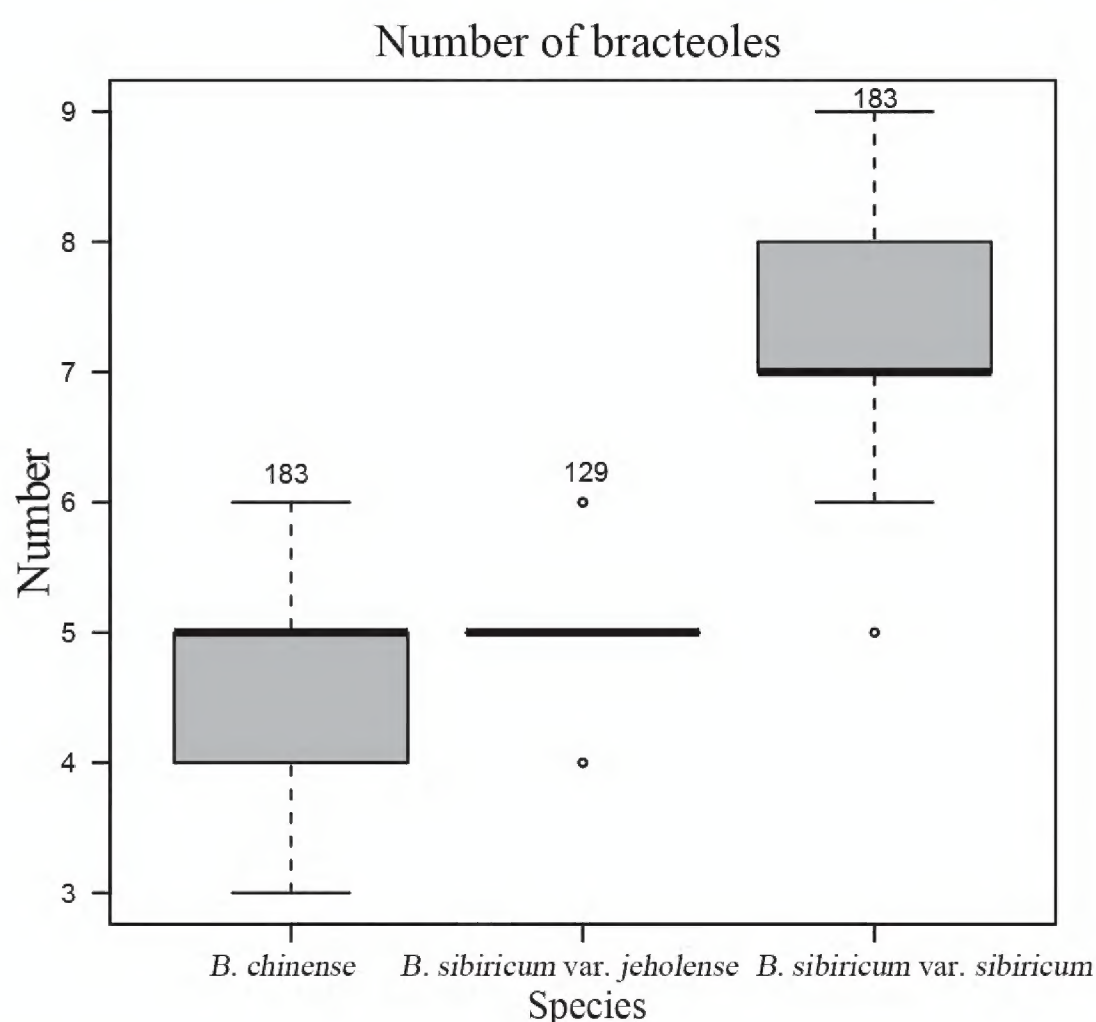 Number of bracteoles
183
9
8
7
6
5
4
3
183
129
Number
B. chinense
B. sibiricum var. jeholense
B. sibiricum var. sibiricum
Species